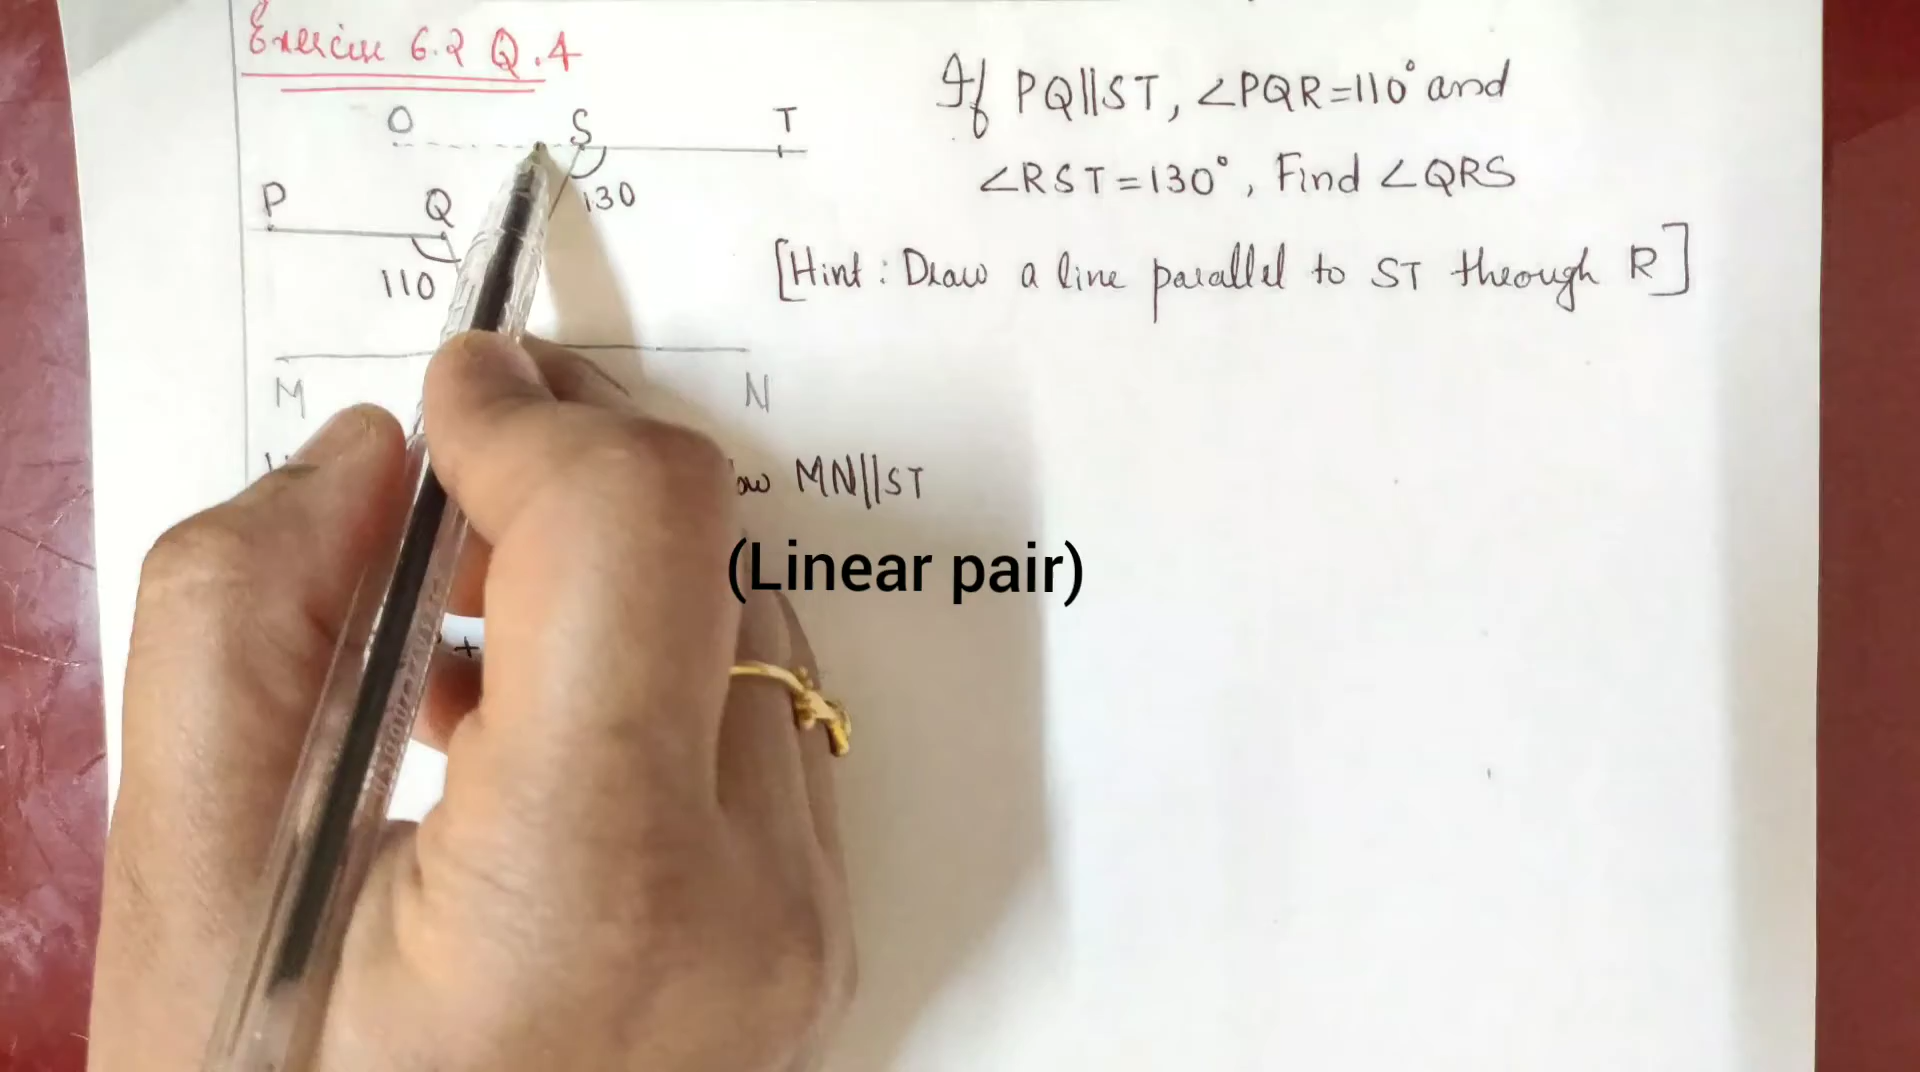 Exercise 6.2 Q.4
If PQ||ST, ∠PQR=110° and
∠RST=130°, Find ∠QRS
[Hint: Draw a line parallel to ST through R]
O S T
130
P Q
110
M N
MN||ST
(Linear pair)
+